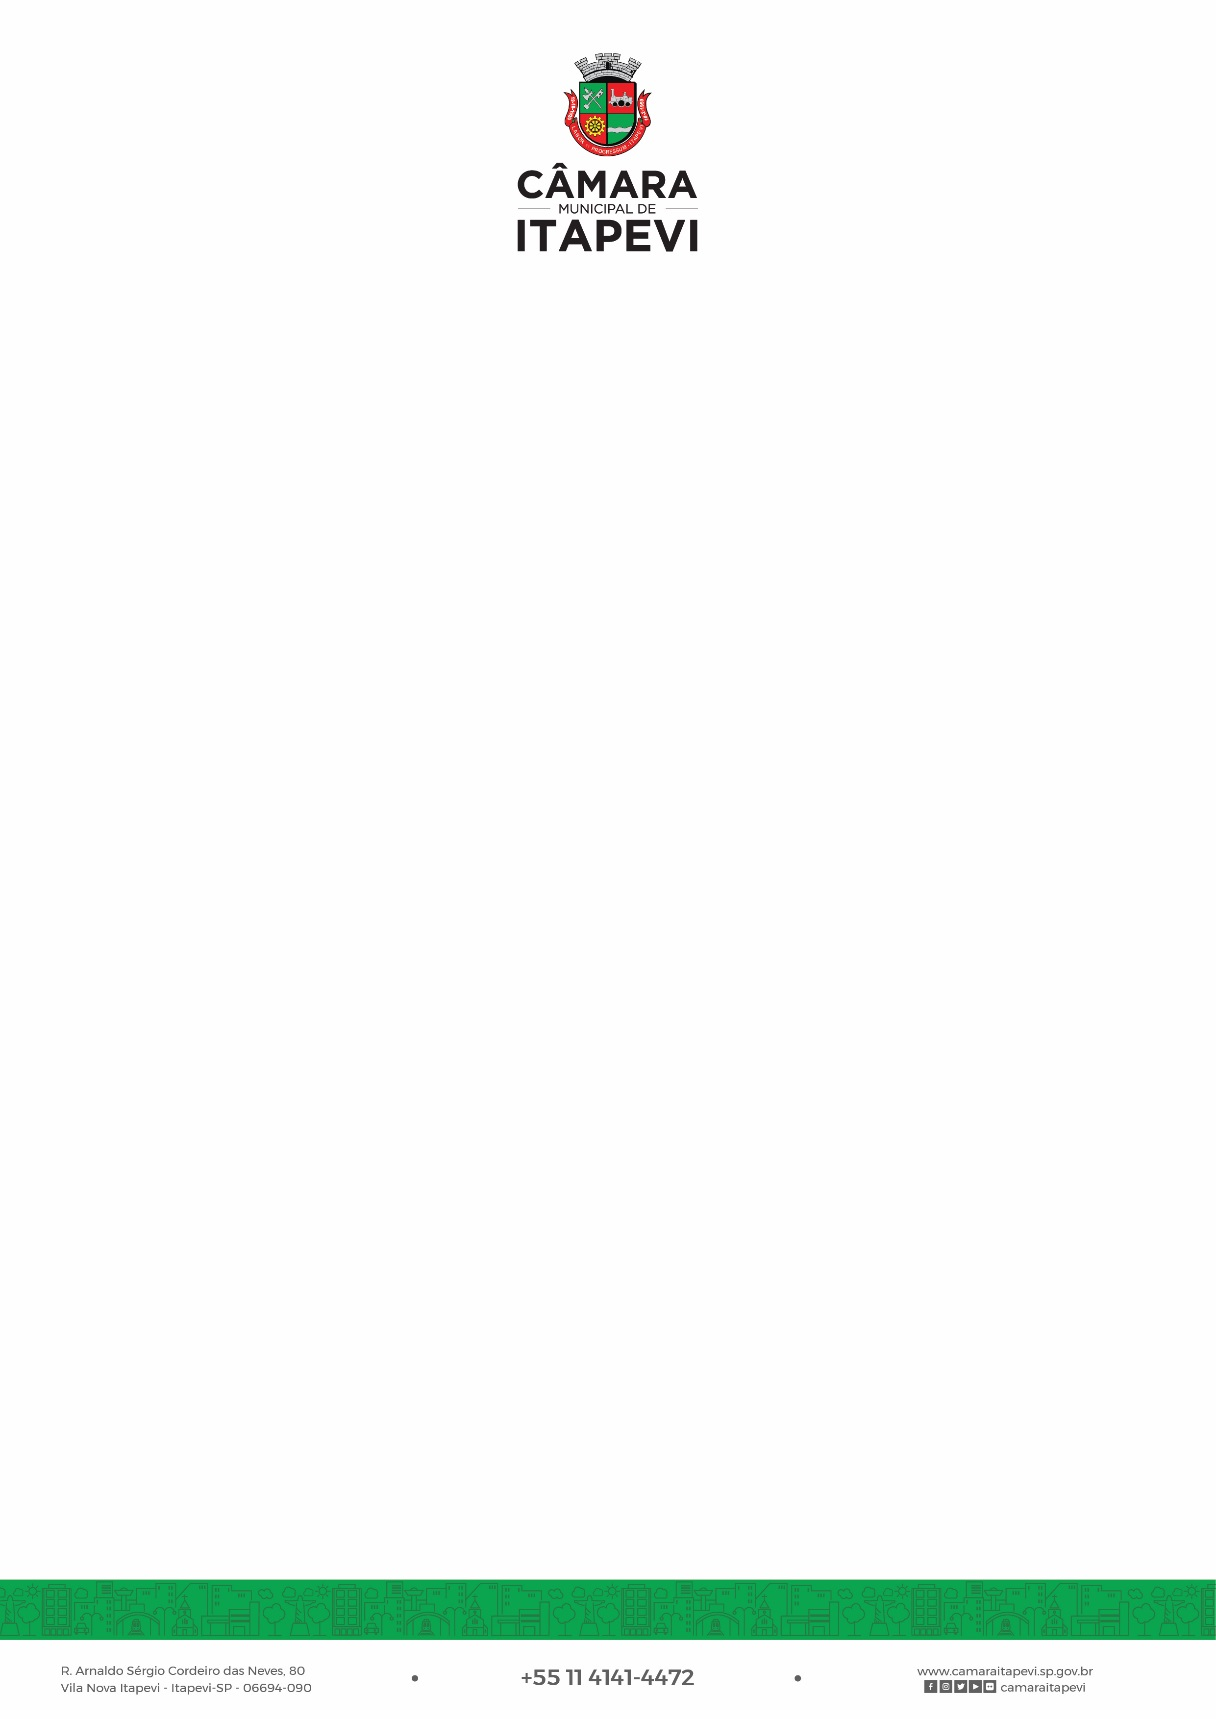 CÂMARA
MUNICIPAL DE
ITAPEVI
R. Arnaldo Sérgio Cordeiro das Neves, 80
Vila Nova Itapevi - Itapevi-SP - 06694-090
+55 11 4141-4472
www.camaraitapevi.sp.gov.br
camaraitapevi